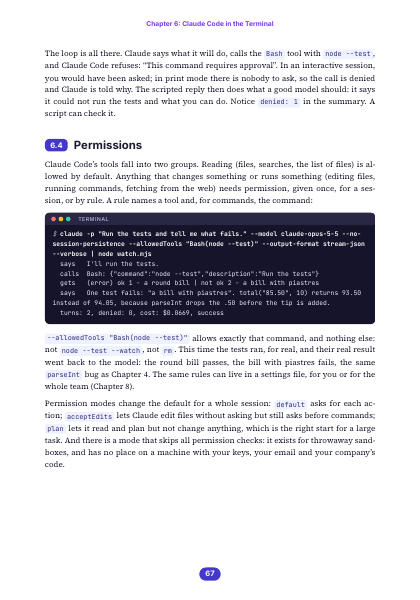 Chapter 6: Claude Code in the Terminal
The loop is all there. Claude says what it will do, calls the Bash tool with node --test,
and Claude Code refuses: “This command requires approval”. In an interactive session,
you would have been asked; in print mode there is nobody to ask, so the call is denied
and Claude is told why. The scripted reply then does what a good model should: it says
it could not run the tests and what you can do. Notice denied: 1 in the summary. A
script can check it.
6.4 Permissions
Claude Code’s tools fall into two groups. Reading (files, searches, the list of files) is al-
lowed by default. Anything that changes something or runs something (editing files,
running commands, fetching from the web) needs permission, given once, for a ses-
sion, or by rule. A rule names a tool and, for commands, the command:
TERMINAL
$ claude -p "Run the tests and tell me what fails." --model claude-opus-5-5 --no-
session-persistence --allowedTools "Bash(node --test)" --output-format stream-json
--verbose | node watch.mjs
says I'll run the tests.
calls Bash: {"command":"node --test","description":"Run the tests"}
gets (error) ok 1 - a round bill | not ok 2 - a bill with piastres
says One test fails: "a bill with piastres". total("85.50", 10) returns 93.50
instead of 94.05, because parseInt drops the .50 before the tip is added.
turns: 2, denied: 0, cost: $0.0669, success
--allowedTools "Bash(node --test)" allows exactly that command, and nothing else:
not node --test --watch, not rm. This time the tests ran, for real, and their real result
went back to the model: the round bill passes, the bill with piastres fails, the same
parseInt bug as Chapter 4. The same rules can live in a settings file, for you or for the
whole team (Chapter 8).
Permission modes change the default for a whole session: default asks for each ac-
tion; acceptEdits lets Claude edit files without asking but still asks before commands;
plan lets it read and plan but not change anything, which is the right start for a large
task. And there is a mode that skips all permission checks: it exists for throwaway sand-
boxes, and has no place on a machine with your keys, your email and your company’s
code.
67